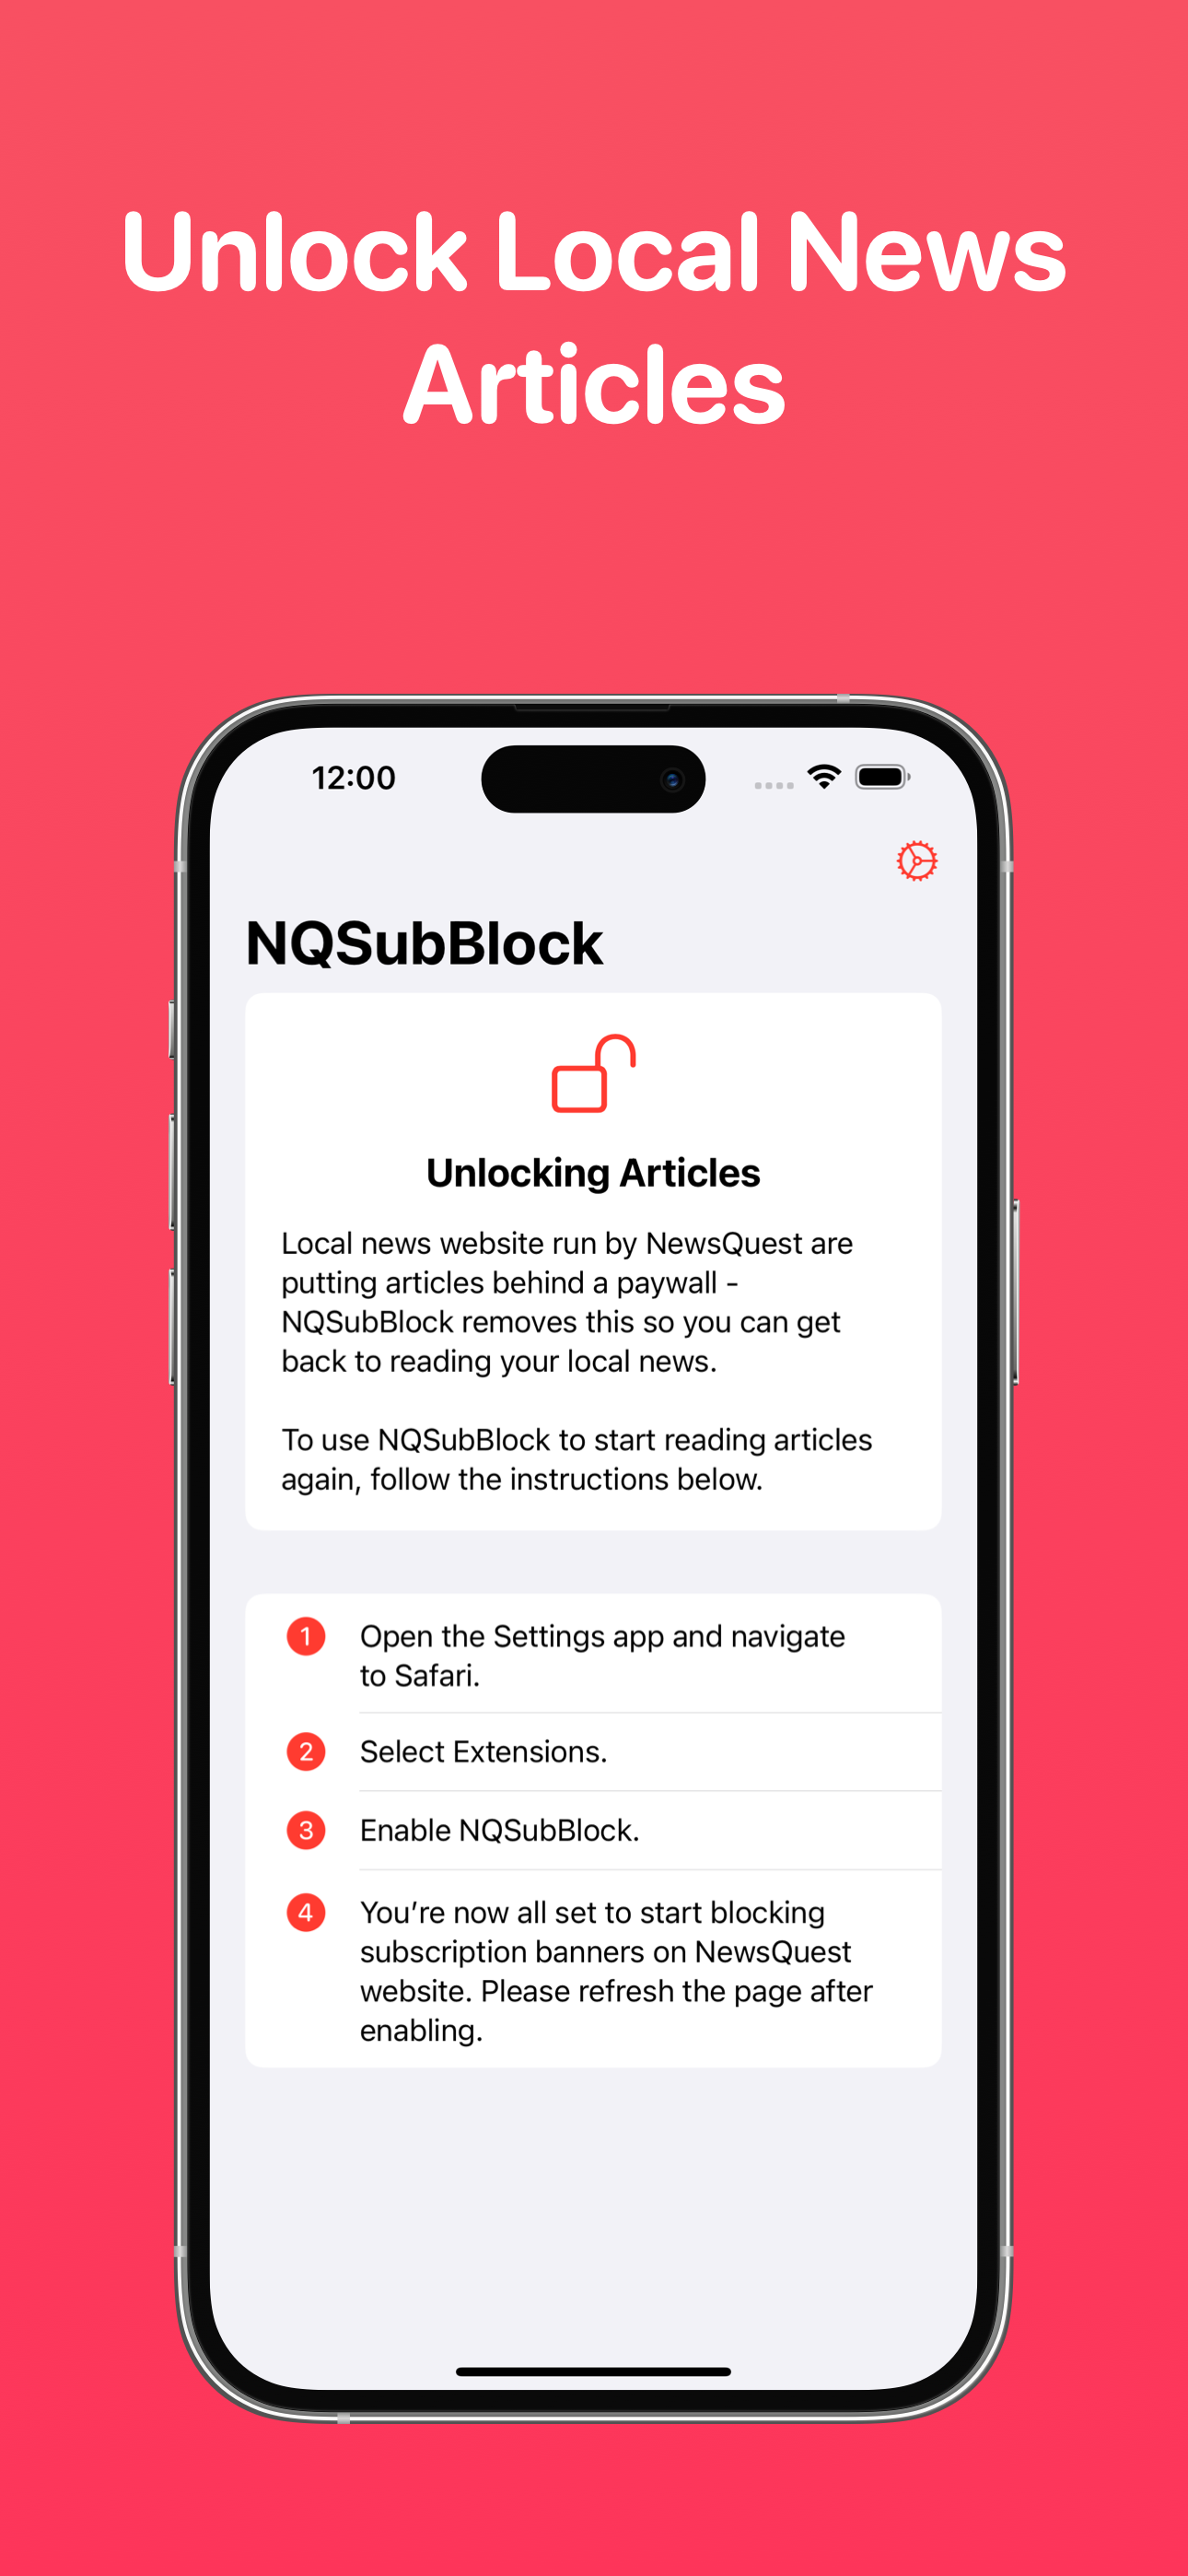 Unlock Local News
Articles
12:00
NQSubBlock
Unlocking Articles
Local news website run by NewsQuest are
putting articles behind a paywall -
NQSubBlock removes this so you can get
back to reading your local news.
To use NQSubBlock to start reading articles
again, follow the instructions below.
1 Open the Settings app and navigate
to Safari.
2 Select Extensions.
3 Enable NQSubBlock.
4 You’re now all set to start blocking
subscription banners on NewsQuest
website. Please refresh the page after
enabling.